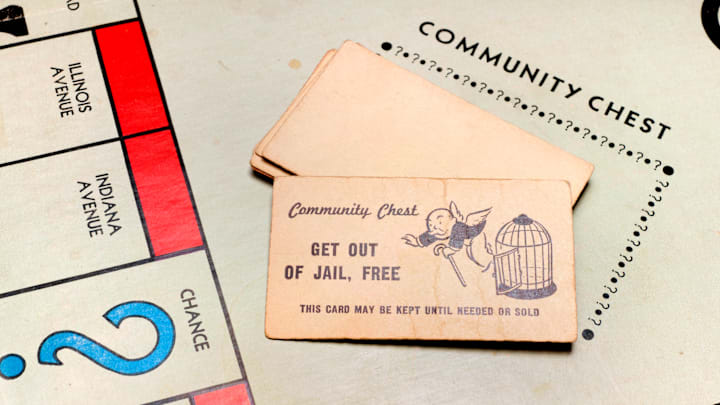 COMMUNITY CHEST
Community Chest
GET OUT
OF JAIL, FREE
THIS CARD MAY BE KEPT UNTIL NEEDED OR SOLD
ILLINOIS
AVENUE
INDIANA
AVENUE
CHANCE
?